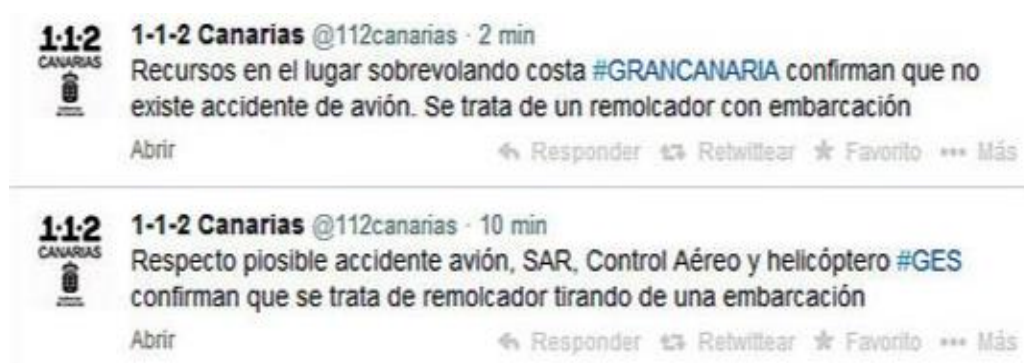 1·1·2
CANARIAS
1-1-2 Canarias @112canarias · 2 min
Recursos en el lugar sobrevolando costa #GRANCANARIA confirman que no
existe accidente de avión. Se trata de un remolcador con embarcación
Abrir
Responder Retwittear Favorito ••• Más
1·1·2
CANARIAS
1-1-2 Canarias @112canarias · 10 min
Respecto piosible accidente avión, SAR, Control Aéreo y helicóptero #GES
confirman que se trata de remolcador tirando de una embarcación
Abrir
Responder Retwittear Favorito ••• Más